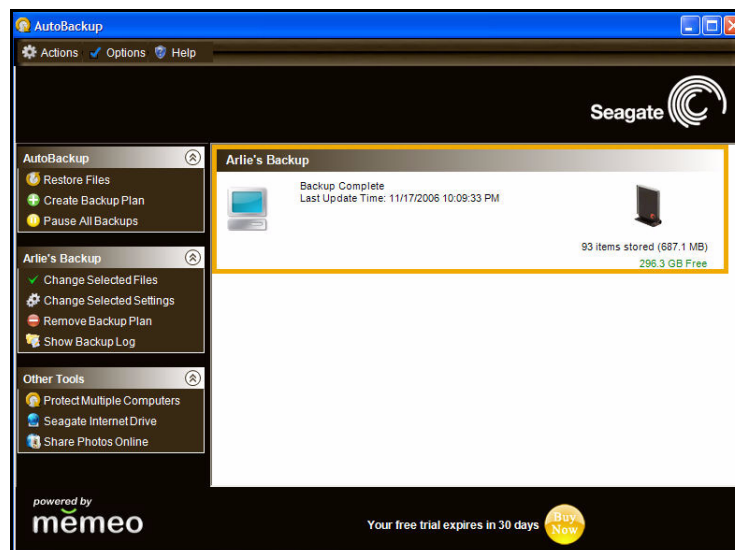 AutoBackup
Actions Options Help
Seagate
AutoBackup
Restore Files
Create Backup Plan
Pause All Backups
Arlie's Backup
Change Selected Files
Change Selected Settings
Remove Backup Plan
Show Backup Log
Other Tools
Protect Multiple Computers
Seagate Internet Drive
Share Photos Online
Arlie's Backup
Backup Complete
Last Update Time: 11/17/2006 10:09:33 PM
93 items stored (687.1 MB)
296.3 GB Free
powered by
mĕmeo
Your free trial expires in 30 days
Buy
Now